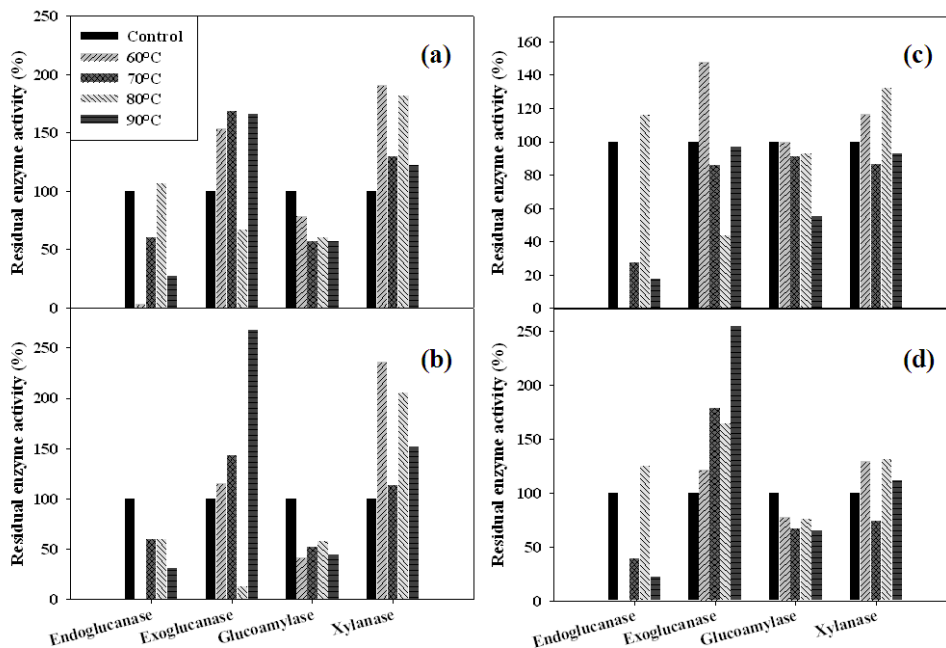 250
200
150
100
50
0
Residual enzyme activity (%)
Control
60°C
70°C
80°C
90°C
(a)
160
140
120
100
80
60
40
20
0
Residual enzyme activity (%)
(c)
250
200
150
100
50
0
Residual enzyme activity (%)
(b)
Endoglucanase
Exoglucanase
Glucoamylase
Xylanase
250
200
150
100
50
0
Residual enzyme activity (%)
(d)
Endoglucanase
Exoglucanase
Glucoamylase
Xylanase